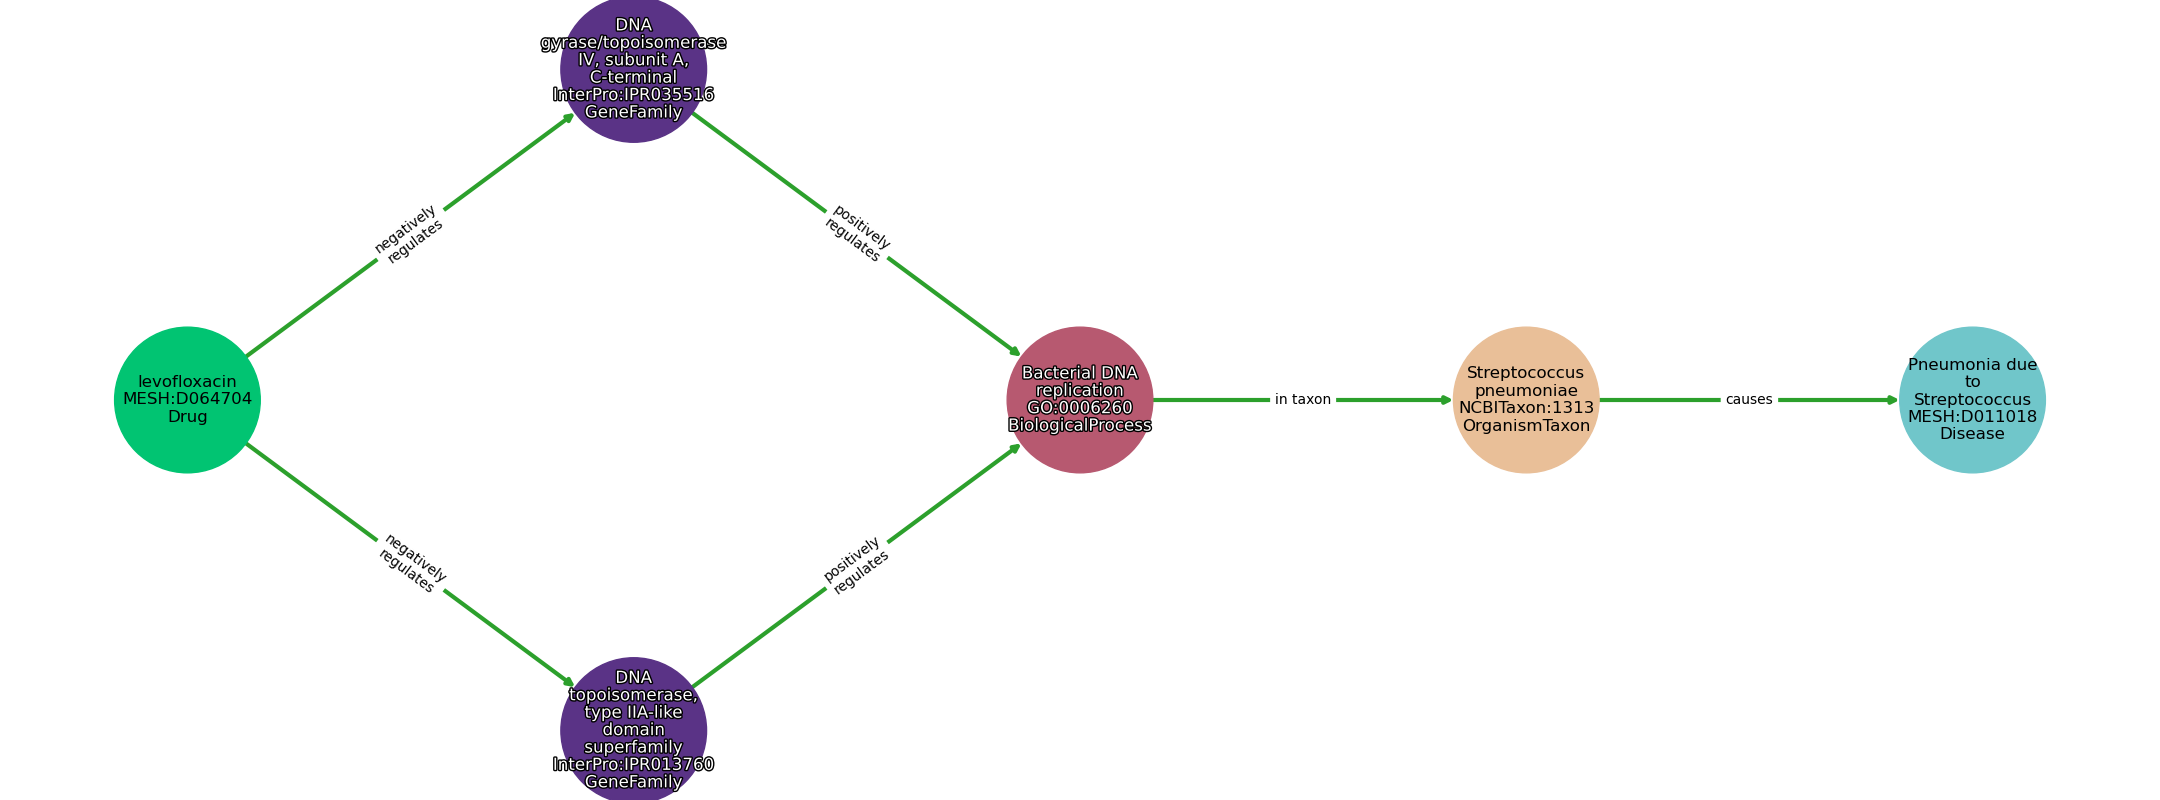 DNA
gyrase/topoisomerase
IV, subunit A,
C-terminal
InterPro:IPR035516
GeneFamily
negatively
regulates
positively
regulates
levofloxacin
MESH:D064704
Drug
Bacterial DNA
replication
GO:0006260
BiologicalProcess
in taxon
Streptococcus
pneumoniae
NCBITaxon:1313
OrganismTaxon
causes
Pneumonia due
to
Streptococcus
MESH:D011018
Disease
negatively
regulates
positively
regulates
DNA
topoisomerase,
type IIA-like
domain
superfamily
InterPro:IPR013760
GeneFamily